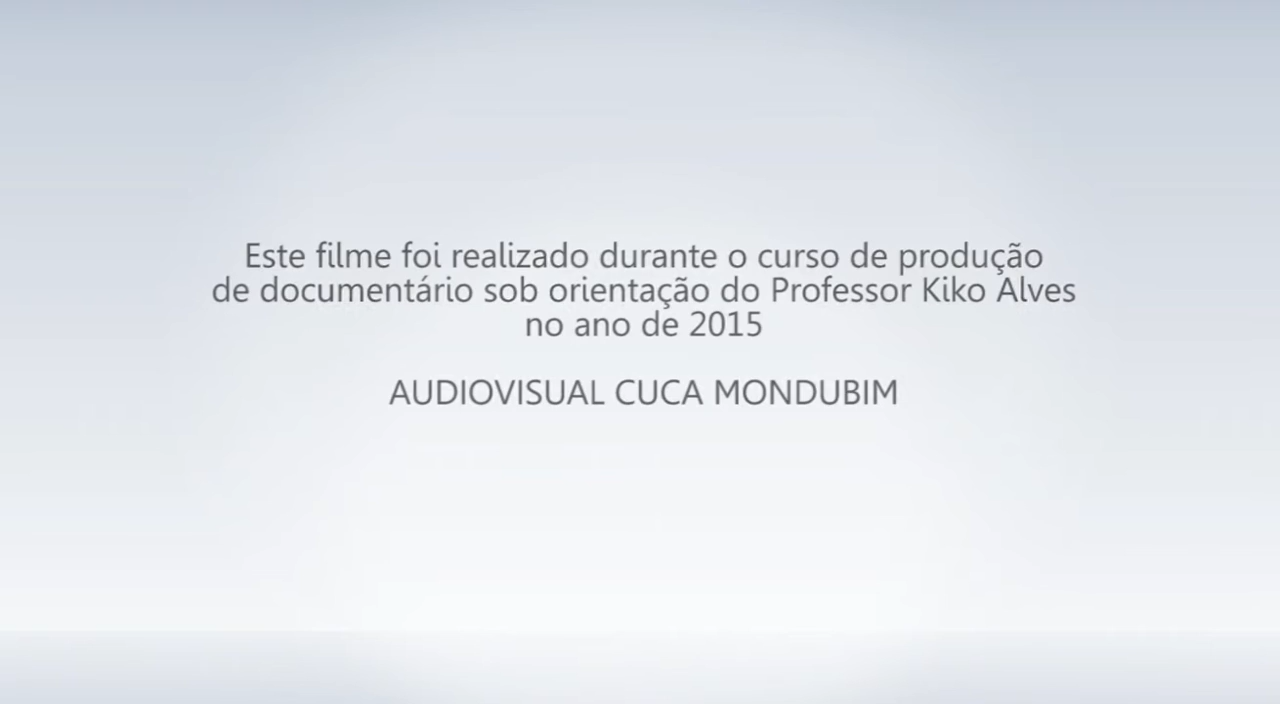 Este filme foi realizado durante o curso de produção
de documentário sob orientação do Professor Kiko Alves
no ano de 2015
AUDIOVISUAL CUCA MONDUBIM